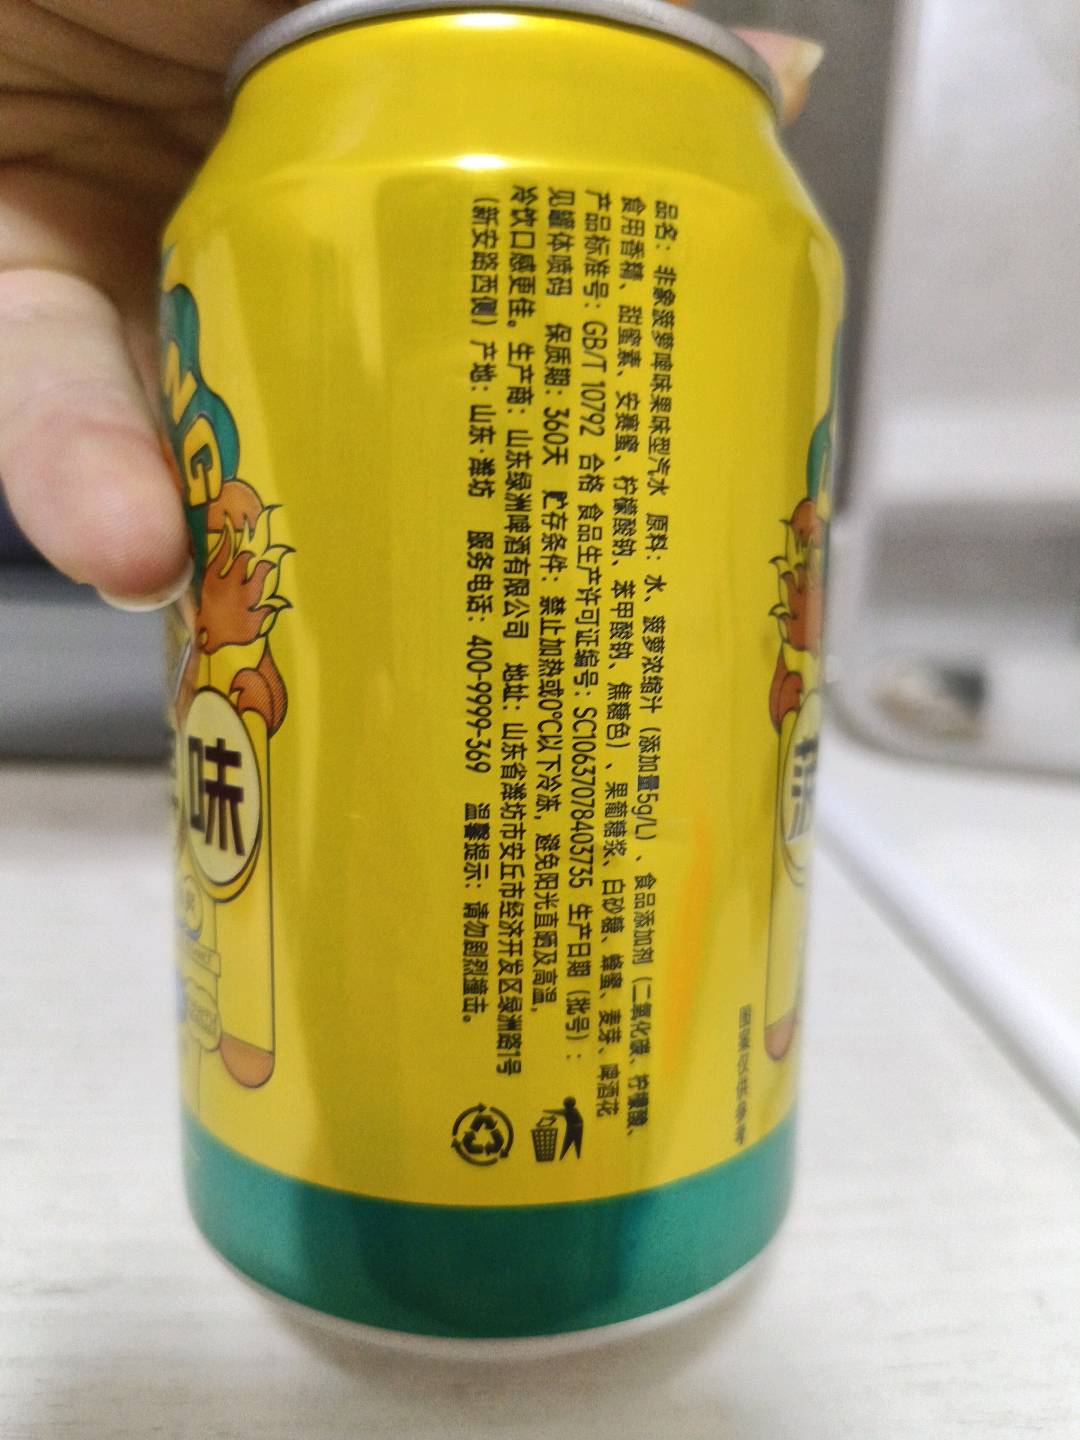 品名：非象菠萝啤味果味型汽水 原料：水、菠萝浓缩汁（添加量5g/L）、食品添加剂（二氧化碳、柠檬酸、
食用香精、甜蜜素、安赛蜜、柠檬酸钠、苯甲酸钠、焦糖色）、果葡糖浆、白砂糖、蜂蜜、麦芽、啤酒花
产品标准号：GB/T 10792 合格 食品生产许可证编号：SC10637078403735 生产日期（批号）：
见罐体喷码 保质期：360天 贮存条件：禁止加热或0℃以下冷冻，避免阳光直晒及高温，
冷饮口感更佳。生产商：山东绿洲啤酒有限公司 地址：山东省潍坊市安丘市经济开发区绿洲路1号
（新安路西侧）产地：山东·潍坊 服务电话：400-9999-369 温馨提示：请勿剧烈撞击。
图案仅供参考
NG
味
菠